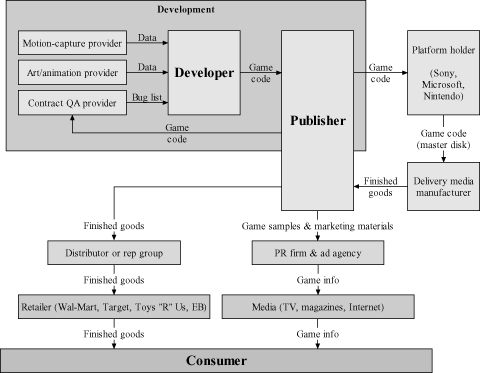 Development
Motion-capture provider
Data
Art/animation provider
Data
Contract QA provider
Bug list
Developer
Game
code
Game
code
Publisher
Game
code
Platform holder
(Sony,
Microsoft,
Nintendo)
Game code
(master disk)
Delivery media
manufacturer
Finished
goods
Finished goods
Game samples & marketing materials
Distributor or rep group
PR firm & ad agency
Finished goods
Game info
Retailer (Wal-Mart, Target, Toys "R" Us, EB)
Media (TV, magazines, Internet)
Finished goods
Game info
Consumer